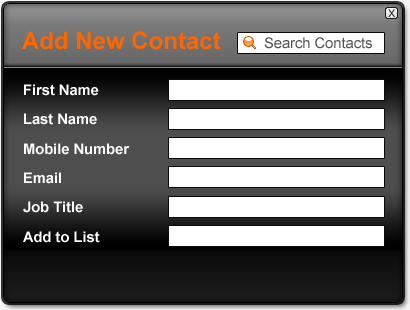 X
Add New Contact
Search Contacts
First Name
Last Name
Mobile Number
Email
Job Title
Add to List